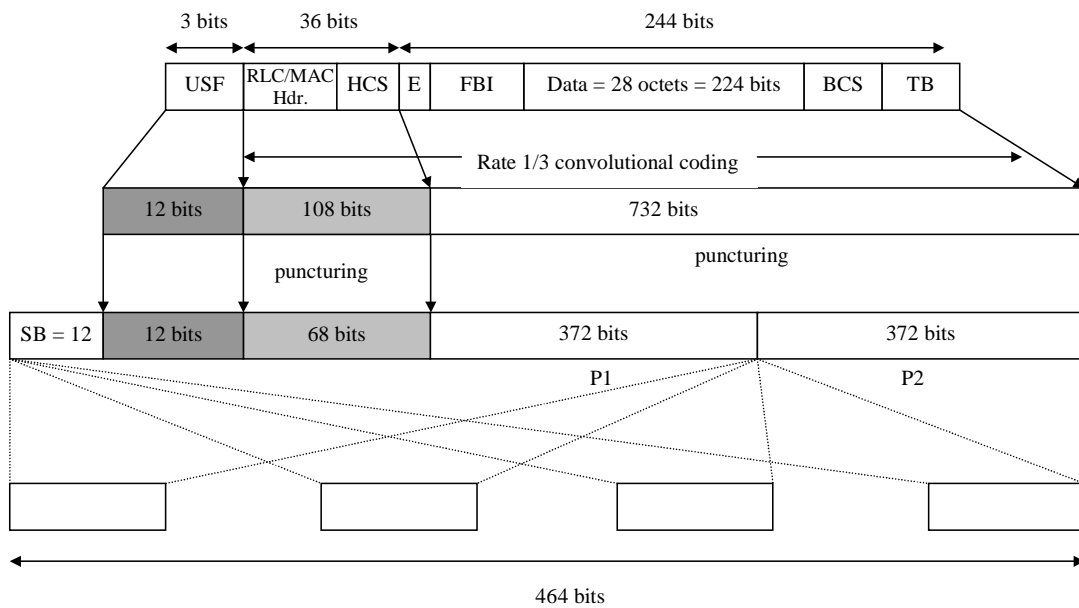 3 bits
36 bits
244 bits
USF
RLC/MAC
Hdr.
HCS
E
FBI
Data = 28 octets = 224 bits
BCS
TB
Rate 1/3 convolutional coding
12 bits
108 bits
732 bits
puncturing
puncturing
SB = 12
12 bits
68 bits
372 bits
372 bits
P1
P2
464 bits